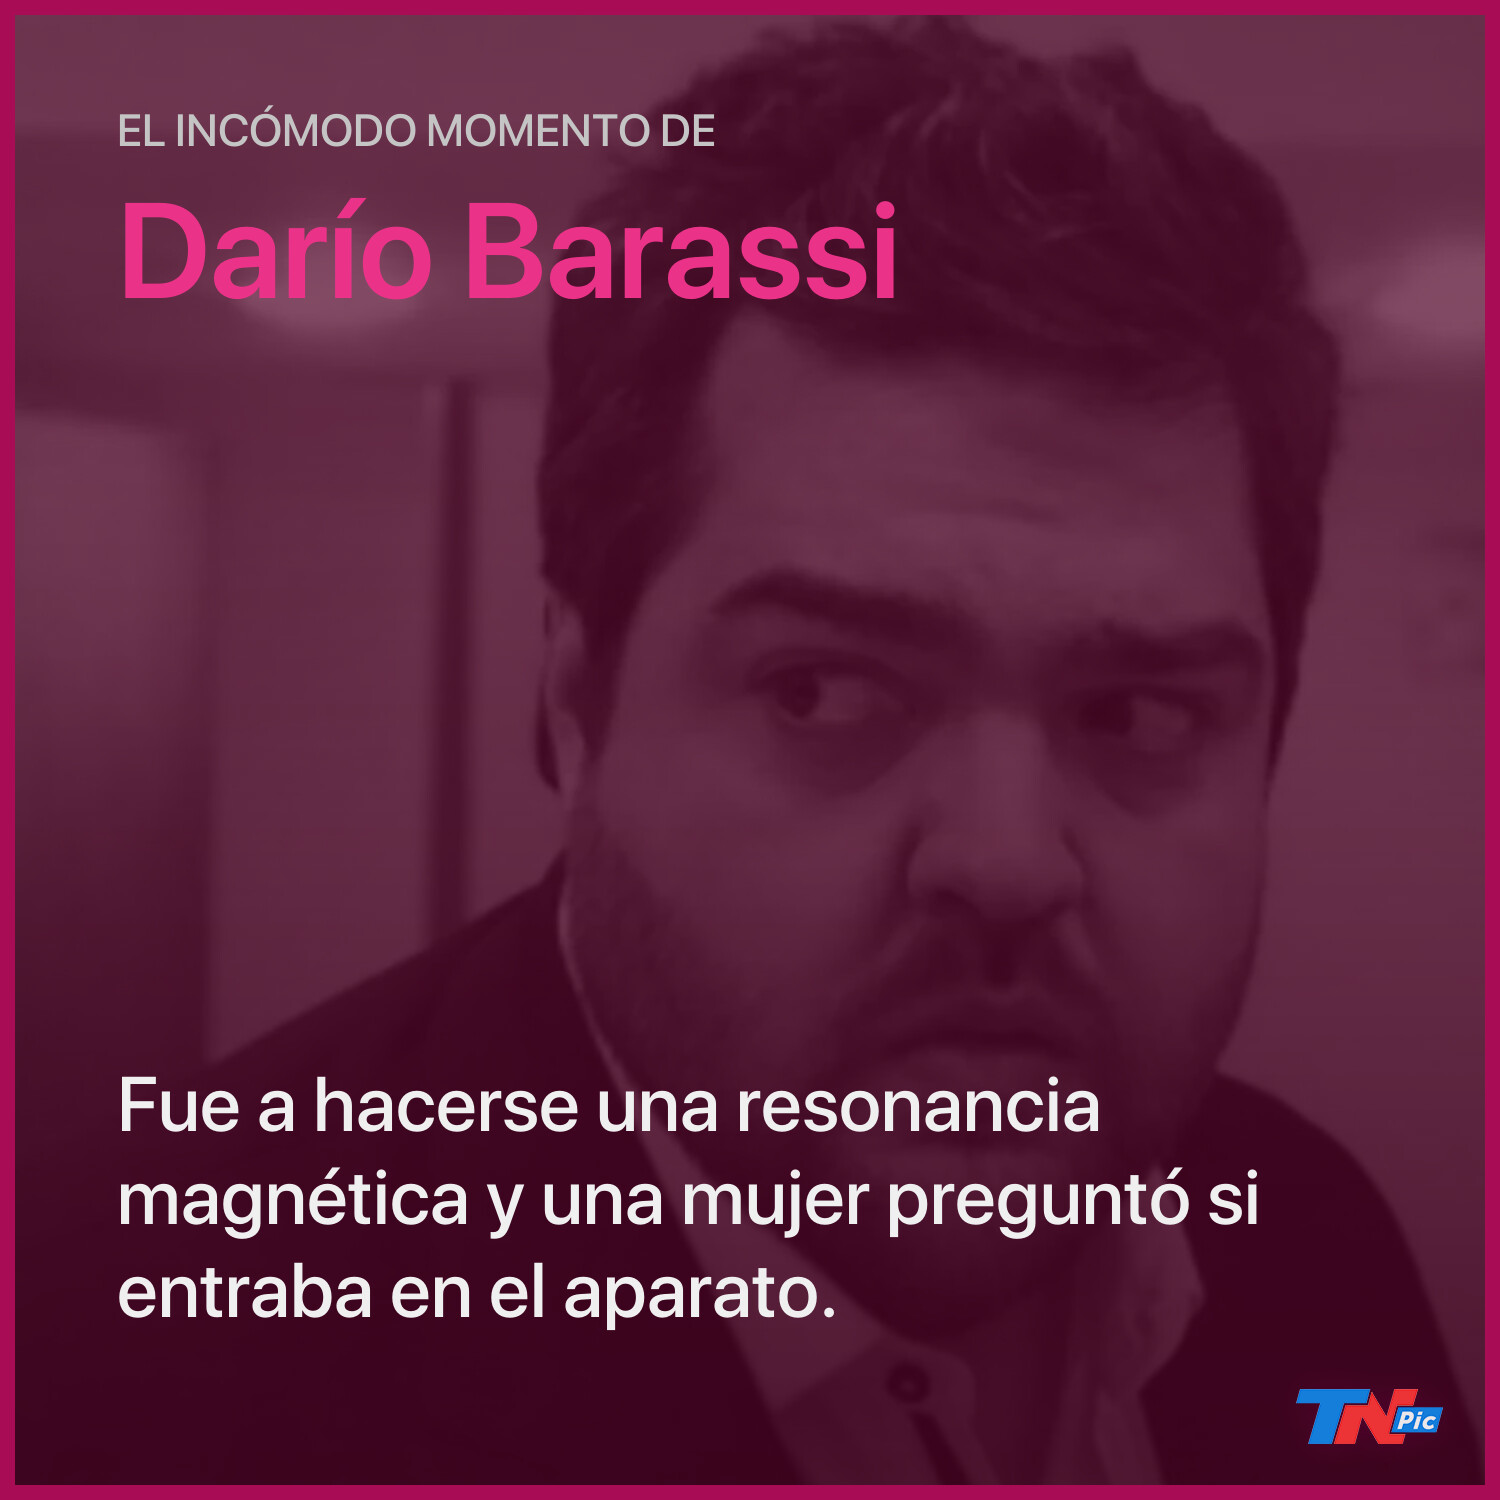 EL INCÓMODO MOMENTO DE
Darío Barassi
Fue a hacerse una resonancia
magnética y una mujer preguntó si
entraba en el aparato.
TN Pic